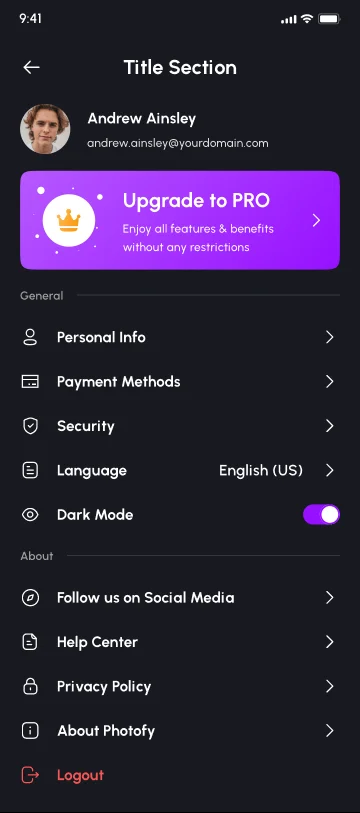 9:41
Title Section
Andrew Ainsley
andrew.ainsley@yourdomain.com
Upgrade to PRO
Enjoy all features & benefits
without any restrictions
General
Personal Info
Payment Methods
Security
Language English (US)
Dark Mode
About
Follow us on Social Media
Help Center
Privacy Policy
About Photofy
Logout